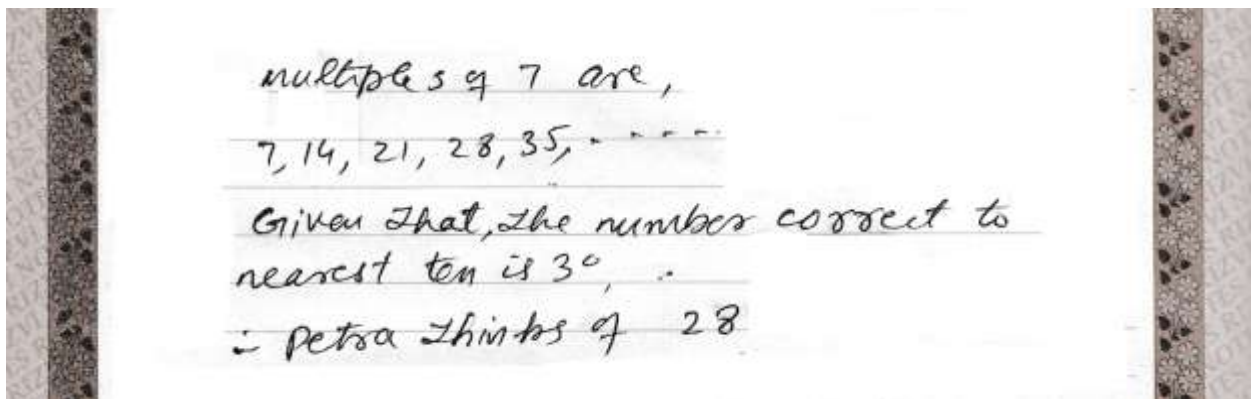 multiples of 7 are,
7, 14, 21, 28, 35, - - - - -
Given that, the number correct to
nearest ten is 30,
∴ Petra thinks of 28